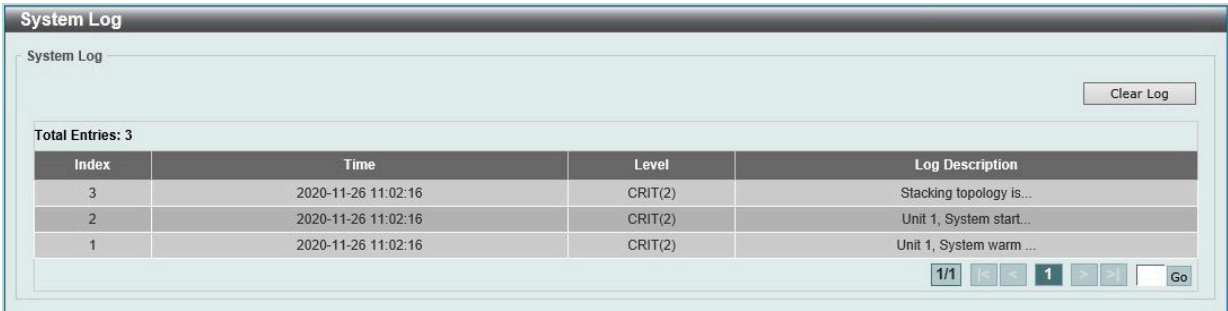 System Log
System Log
Clear Log
Total Entries: 3
Index Time Level Log Description
3 2020-11-26 11:02:16 CRIT(2) Stacking topology is...
2 2020-11-26 11:02:16 CRIT(2) Unit 1, System start...
1 2020-11-26 11:02:16 CRIT(2) Unit 1, System warm ...
1/1 |< < 1 > >| Go